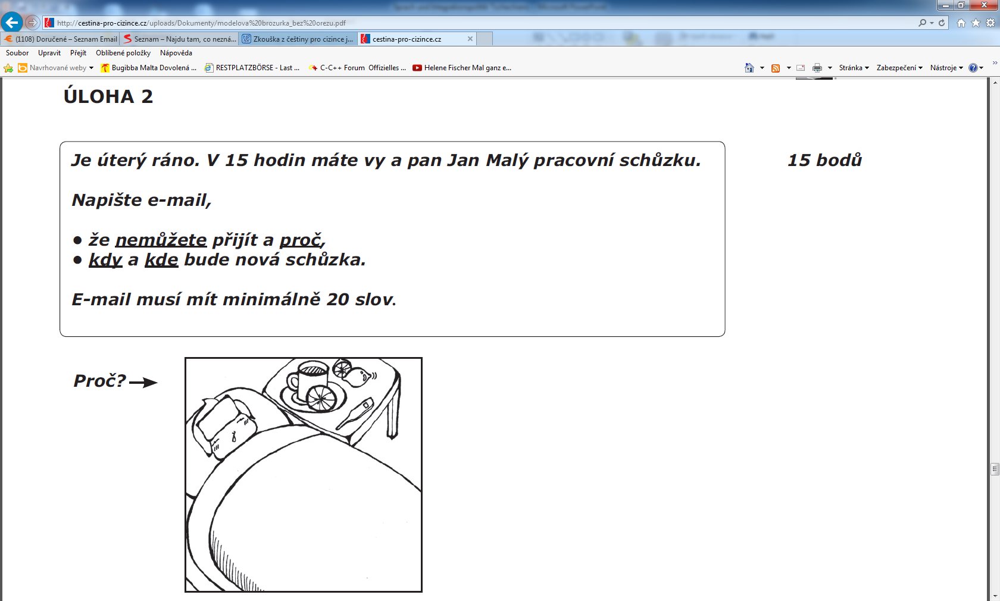 http://cestina-pro-cizince.cz/uploads/Dokumenty/modelova%20brozurka_bez%20orezu.pdf
(1108) Doručené – Seznam Email
Seznam – Najdu tam, co nezná...
Zkouška z češtiny pro cizince j...
cestina-pro-cizince.cz
Soubor Upravit Přejít Oblíbené položky Nápověda
Navrhované weby
Bugibba Malta Dovolená ...
RESTPLATZBÖRSE - Last ...
C-C++ Forum Offizielles ...
Helene Fischer Mal ganz e...
Stránka Zabezpečení Nástroje
ÚLOHA 2
Je úterý ráno. V 15 hodin máte vy a pan Jan Malý pracovní schůzku.
15 bodů
Napište e-mail,
• že nemůžete přijít a proč,
• kdy a kde bude nová schůzka.
E-mail musí mít minimálně 20 slov.
Proč?